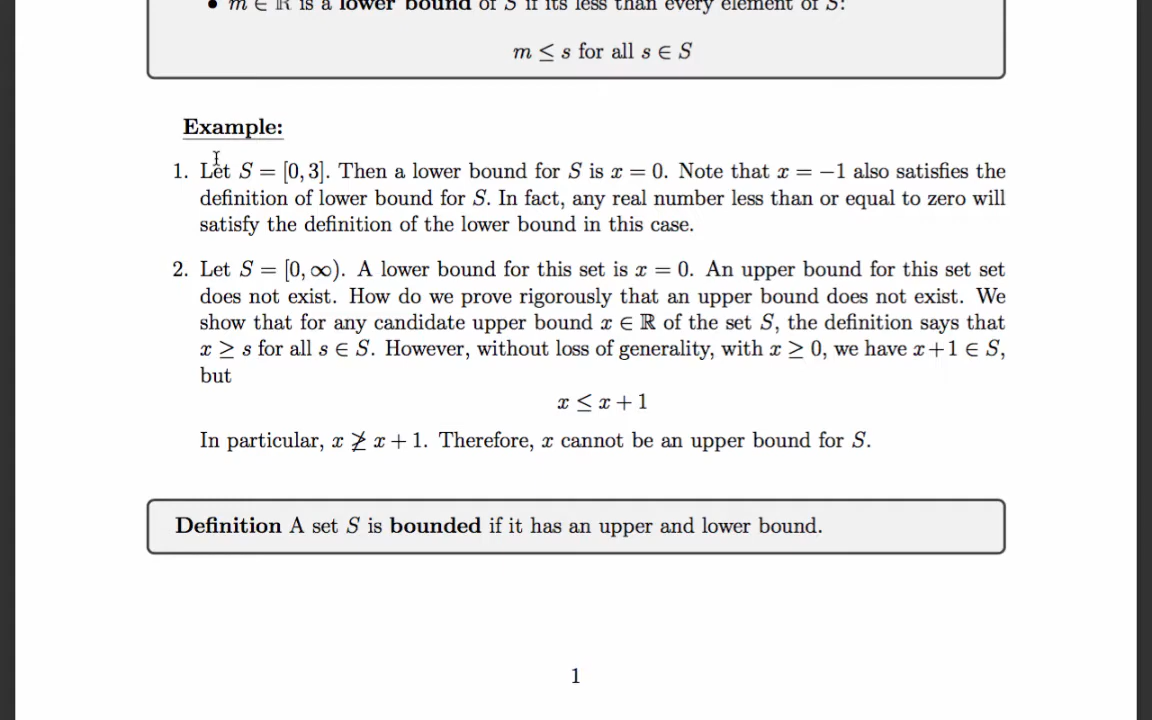 • m ∈ ℝ is a lower bound of S if its less than every element of S:
m ≤ s for all s ∈ S
Example:
1. Let S = [0, 3]. Then a lower bound for S is x = 0. Note that x = −1 also satisfies the
definition of lower bound for S. In fact, any real number less than or equal to zero will
satisfy the definition of the lower bound in this case.
2. Let S = [0, ∞). A lower bound for this set is x = 0. An upper bound for this set set
does not exist. How do we prove rigorously that an upper bound does not exist. We
show that for any candidate upper bound x ∈ ℝ of the set S, the definition says that
x ≥ s for all s ∈ S. However, without loss of generality, with x ≥ 0, we have x + 1 ∈ S,
but
x ≤ x + 1
In particular, x ≱ x + 1. Therefore, x cannot be an upper bound for S.
Definition A set S is bounded if it has an upper and lower bound.
1